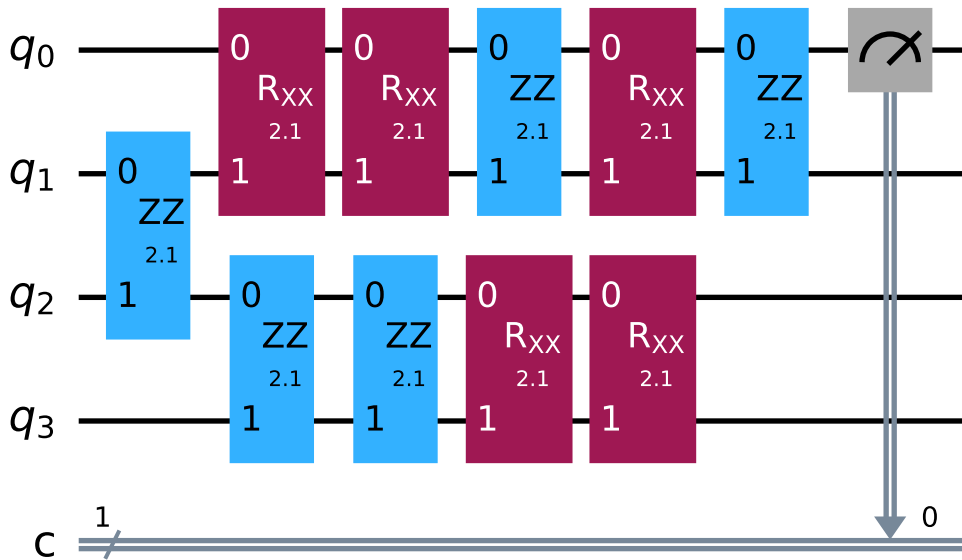 q0 0 0 0 0 0
RXX RXX ZZ RXX ZZ
2.1 2.1 2.1 2.1 2.1
q1 0 1 1 1 1 1
ZZ
2.1
q2 1 0 0 0 0
ZZ ZZ RXX RXX
2.1 2.1 2.1 2.1
q3 1 1 1 1
1 0
c